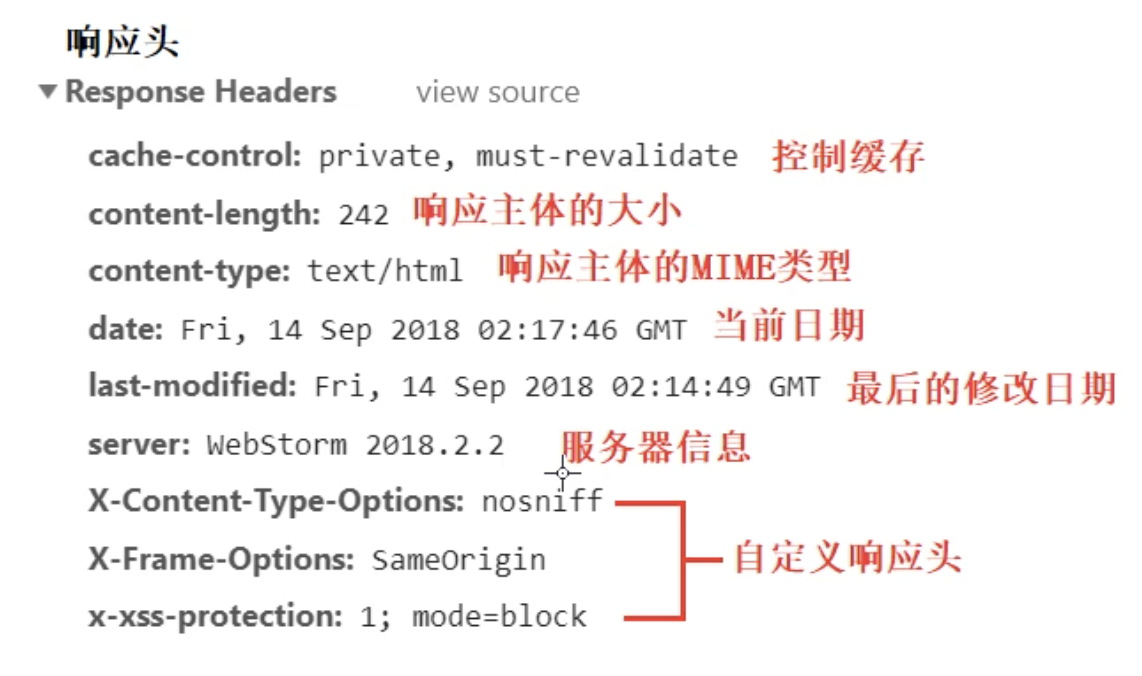 响应头
Response Headers view source
cache-control: private, must-revalidate 控制缓存
content-length: 242 响应主体的大小
content-type: text/html 响应主体的MIME类型
date: Fri, 14 Sep 2018 02:17:46 GMT 当前日期
last-modified: Fri, 14 Sep 2018 02:14:49 GMT 最后的修改日期
server: WebStorm 2018.2.2 服务器信息
X-Content-Type-Options: nosniff
X-Frame-Options: SameOrigin 自定义响应头
x-xss-protection: 1; mode=block